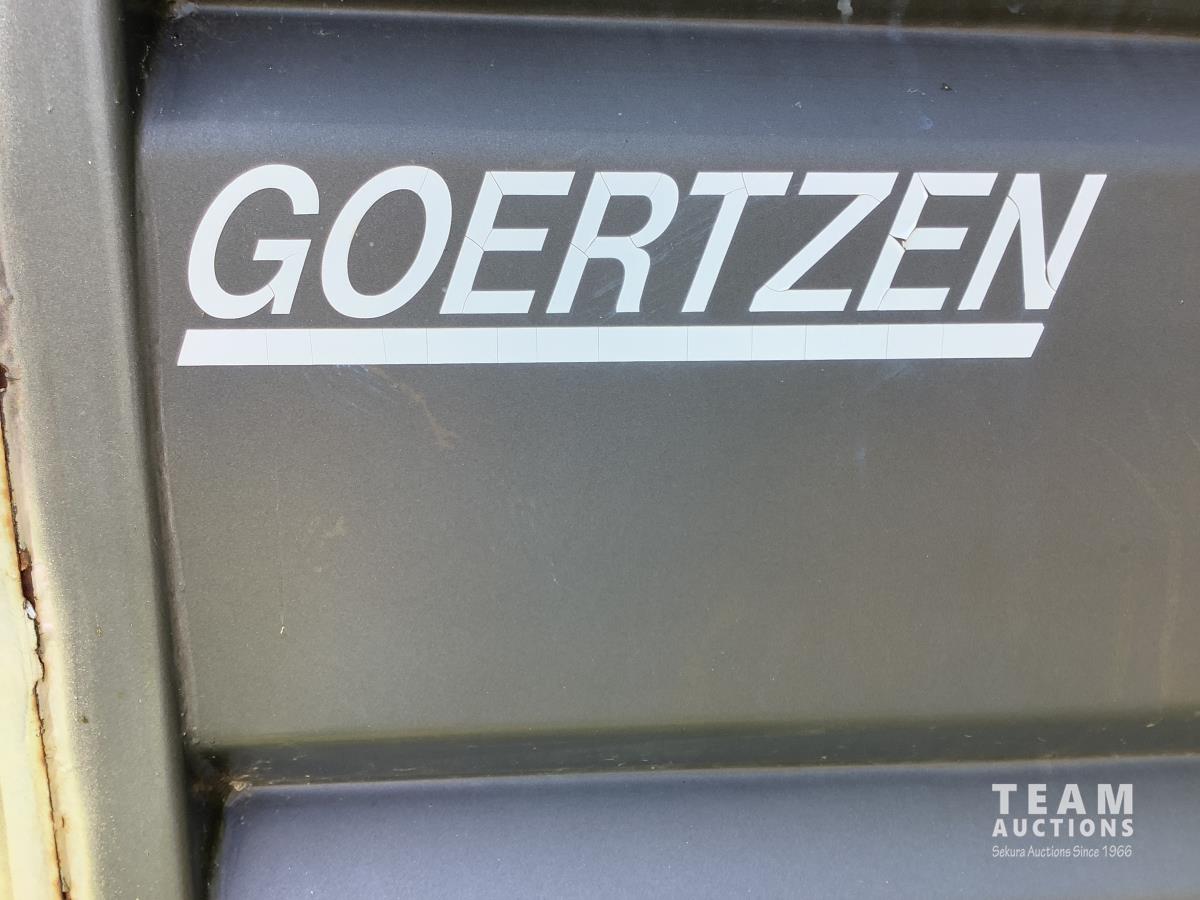 GOERTZEN
TEAM
AUCTIONS
Sekura Auctions Since 1966